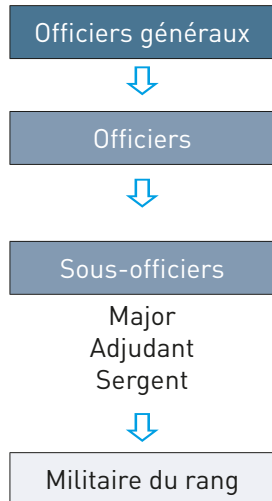 Officiers généraux
Officiers
Sous-officiers
Major
Adjudant
Sergent
Militaire du rang